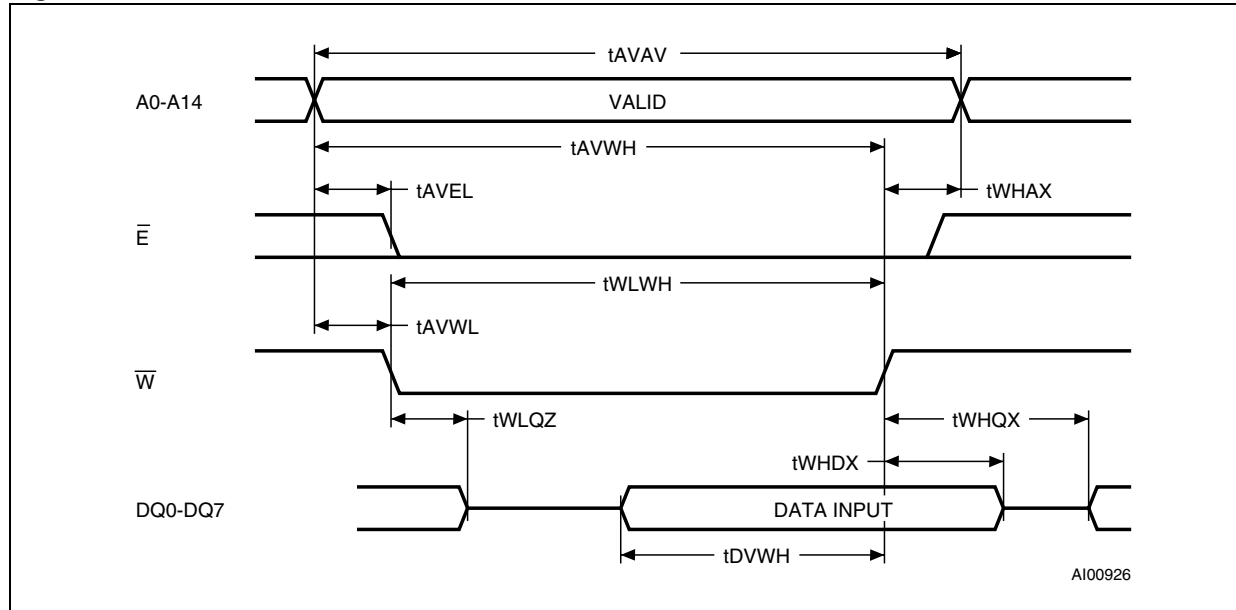 tAVAV
A0-A14 VALID
tAVWH
tAVEL tWHAX
E̅
tWLWH
tAVWL
W̅
tWLQZ tWHQX
tWHDX
DQ0-DQ7 DATA INPUT
tDVWH
AI00926